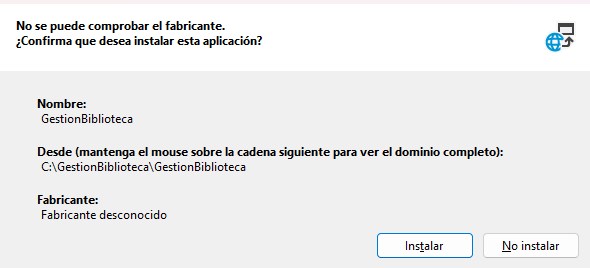 No se puede comprobar el fabricante.
¿Confirma que desea instalar esta aplicación?
Nombre:
GestionBiblioteca
Desde (mantenga el mouse sobre la cadena siguiente para ver el dominio completo):
C:\GestionBiblioteca\GestionBiblioteca
Fabricante:
Fabricante desconocido
Instalar
No instalar